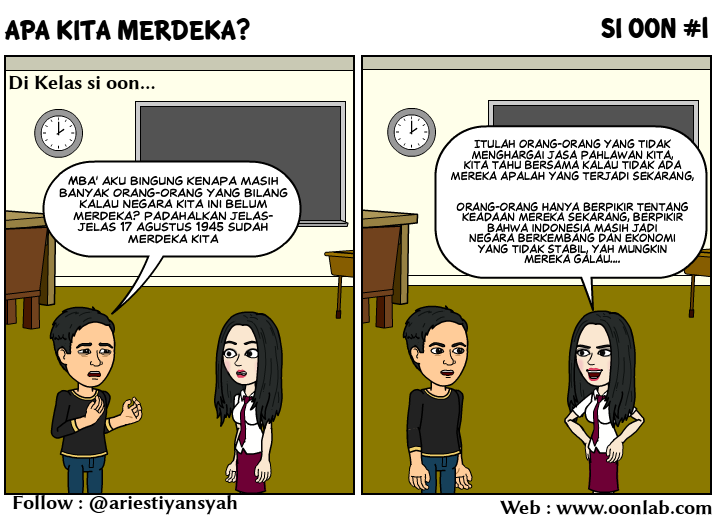 APA KITA MERDEKA?
SI OON #1
Di Kelas si oon...
MBA' AKU BINGUNG KENAPA MASIH
BANYAK ORANG-ORANG YANG BILANG
KALAU NEGARA KITA INI BELUM
MERDEKA? PADAHALKAN JELAS-
JELAS 17 AGUSTUS 1945 SUDAH
MERDEKA KITA
ITULAH ORANG-ORANG YANG TIDAK
MENGHARGAI JASA PAHLAWAN KITA,
KITA TAHU BERSAMA KALAU TIDAK ADA
MEREKA APALAH YANG TERJADI SEKARANG,
ORANG-ORANG HANYA BERPIKIR TENTANG
KEADAAN MEREKA SEKARANG, BERPIKIR
BAHWA INDONESIA MASIH JADI
NEGARA BERKEMBANG DAN EKONOMI
YANG TIDAK STABIL, YAH MUNGKIN
MEREKA GALAU....
Follow : @ariestiyansyah
Web : www.oonlab.com